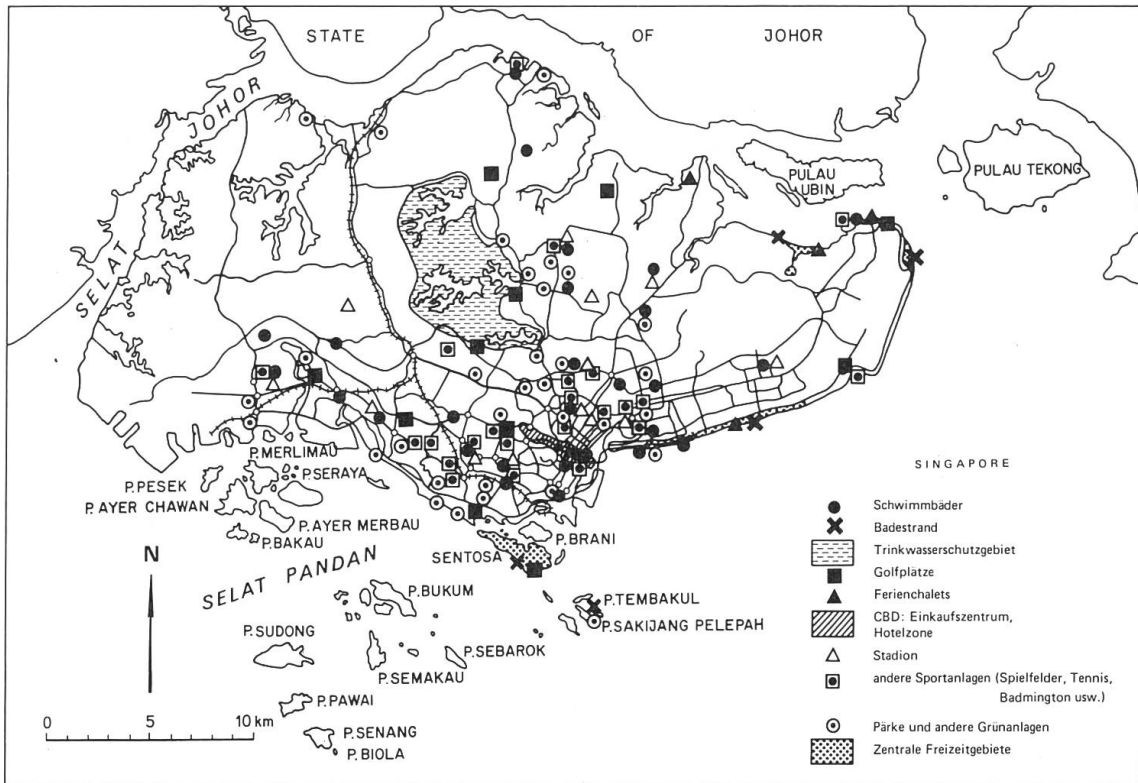 STATE OF JOHOR
SELAT JOHOR
PULAU UBIN
PULAU TEKONG
P.MERLIMAU
P.PESEK
P.SERAYA
P.AYER CHAWAN
P.AYER MERBAU
P.BAKAU
SELAT PANDAN
SENTOSA
P.BRANI
P.BUKUM
P.TEMBAKUL
P.SAKIJANG PELEPAH
P.SUDONG
P.SEBAROK
P.SEMAKAU
P.PAWAI
P.SENANG
P.BIOLA
N
0 5 10 km
SINGAPORE
Schwimmbäder
Badestrand
Trinkwasserschutzgebiet
Golfplätze
Ferienchalets
CBD: Einkaufszentrum,
Hotelzone
Stadion
andere Sportanlagen (Spielfelder, Tennis,
Badmington usw.)
Pärke und andere Grünanlagen
Zentrale Freizeitgebiete